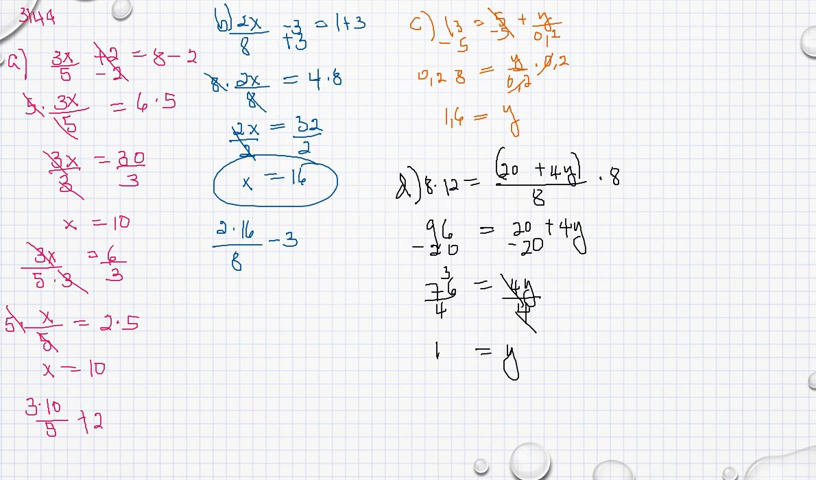 3144
a) 3x/5 +2 -2 = 8-2
5 · 3x/5 = 6·5
3x/3 = 30/3
x = 10
3x/5·3 = 6/3
5 · x/5 = 2·5
x = 10
3·10/5 +2
b) 2x/8 -3 +3 = 1+3
8 · 2x/8 = 4·8
2x/2 = 32/2
x = 16
2·16/8 -3
c) 13 -5 = 5 -5 + y/0,2
0,2 8 = y/0,2 · 0,2
1,6 = y
d) 8·12 = (20 +4y)/8 · 8
96 -20 = 20 -20 +4y
76/4 = 4y/4
1 = y